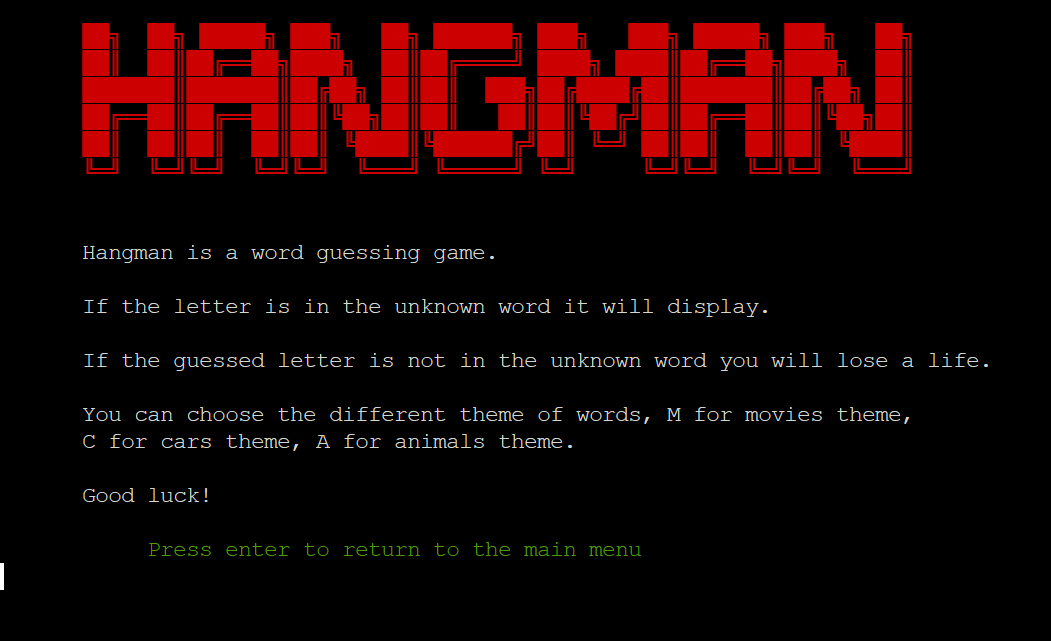 HANGMAN
Hangman is a word guessing game.
If the letter is in the unknown word it will display.
If the guessed letter is not in the unknown word you will lose a life.
You can choose the different theme of words, M for movies theme,
C for cars theme, A for animals theme.
Good luck!
Press enter to return to the main menu